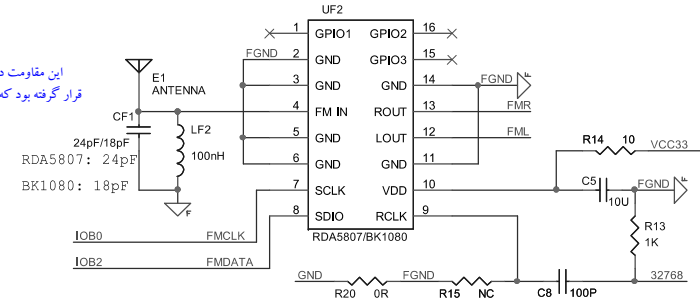 UF2
1 GPIO1 GPIO2 16
FGND 2 GND GPIO3 15
3 GND GND 14 FGND F
4 FM IN ROUT 13 FMR
5 GND LOUT 12 FML
6 GND GND 11
7 SCLK VDD 10
8 SDIO RCLK 9
RDA5807/BK1080
این مقاومت
قرار گرفته بود که
E1
ANTENNA
CF1
24pF/18pF
LF2
100nH
RDA5807: 24pF
BK1080: 18pF
F
IOB0 FMCLK
IOB2 FMDATA
R14 10 VCC33
C5 10U FGND F
R13
1K
GND R20 0R FGND R15 NC C8 100P 32768